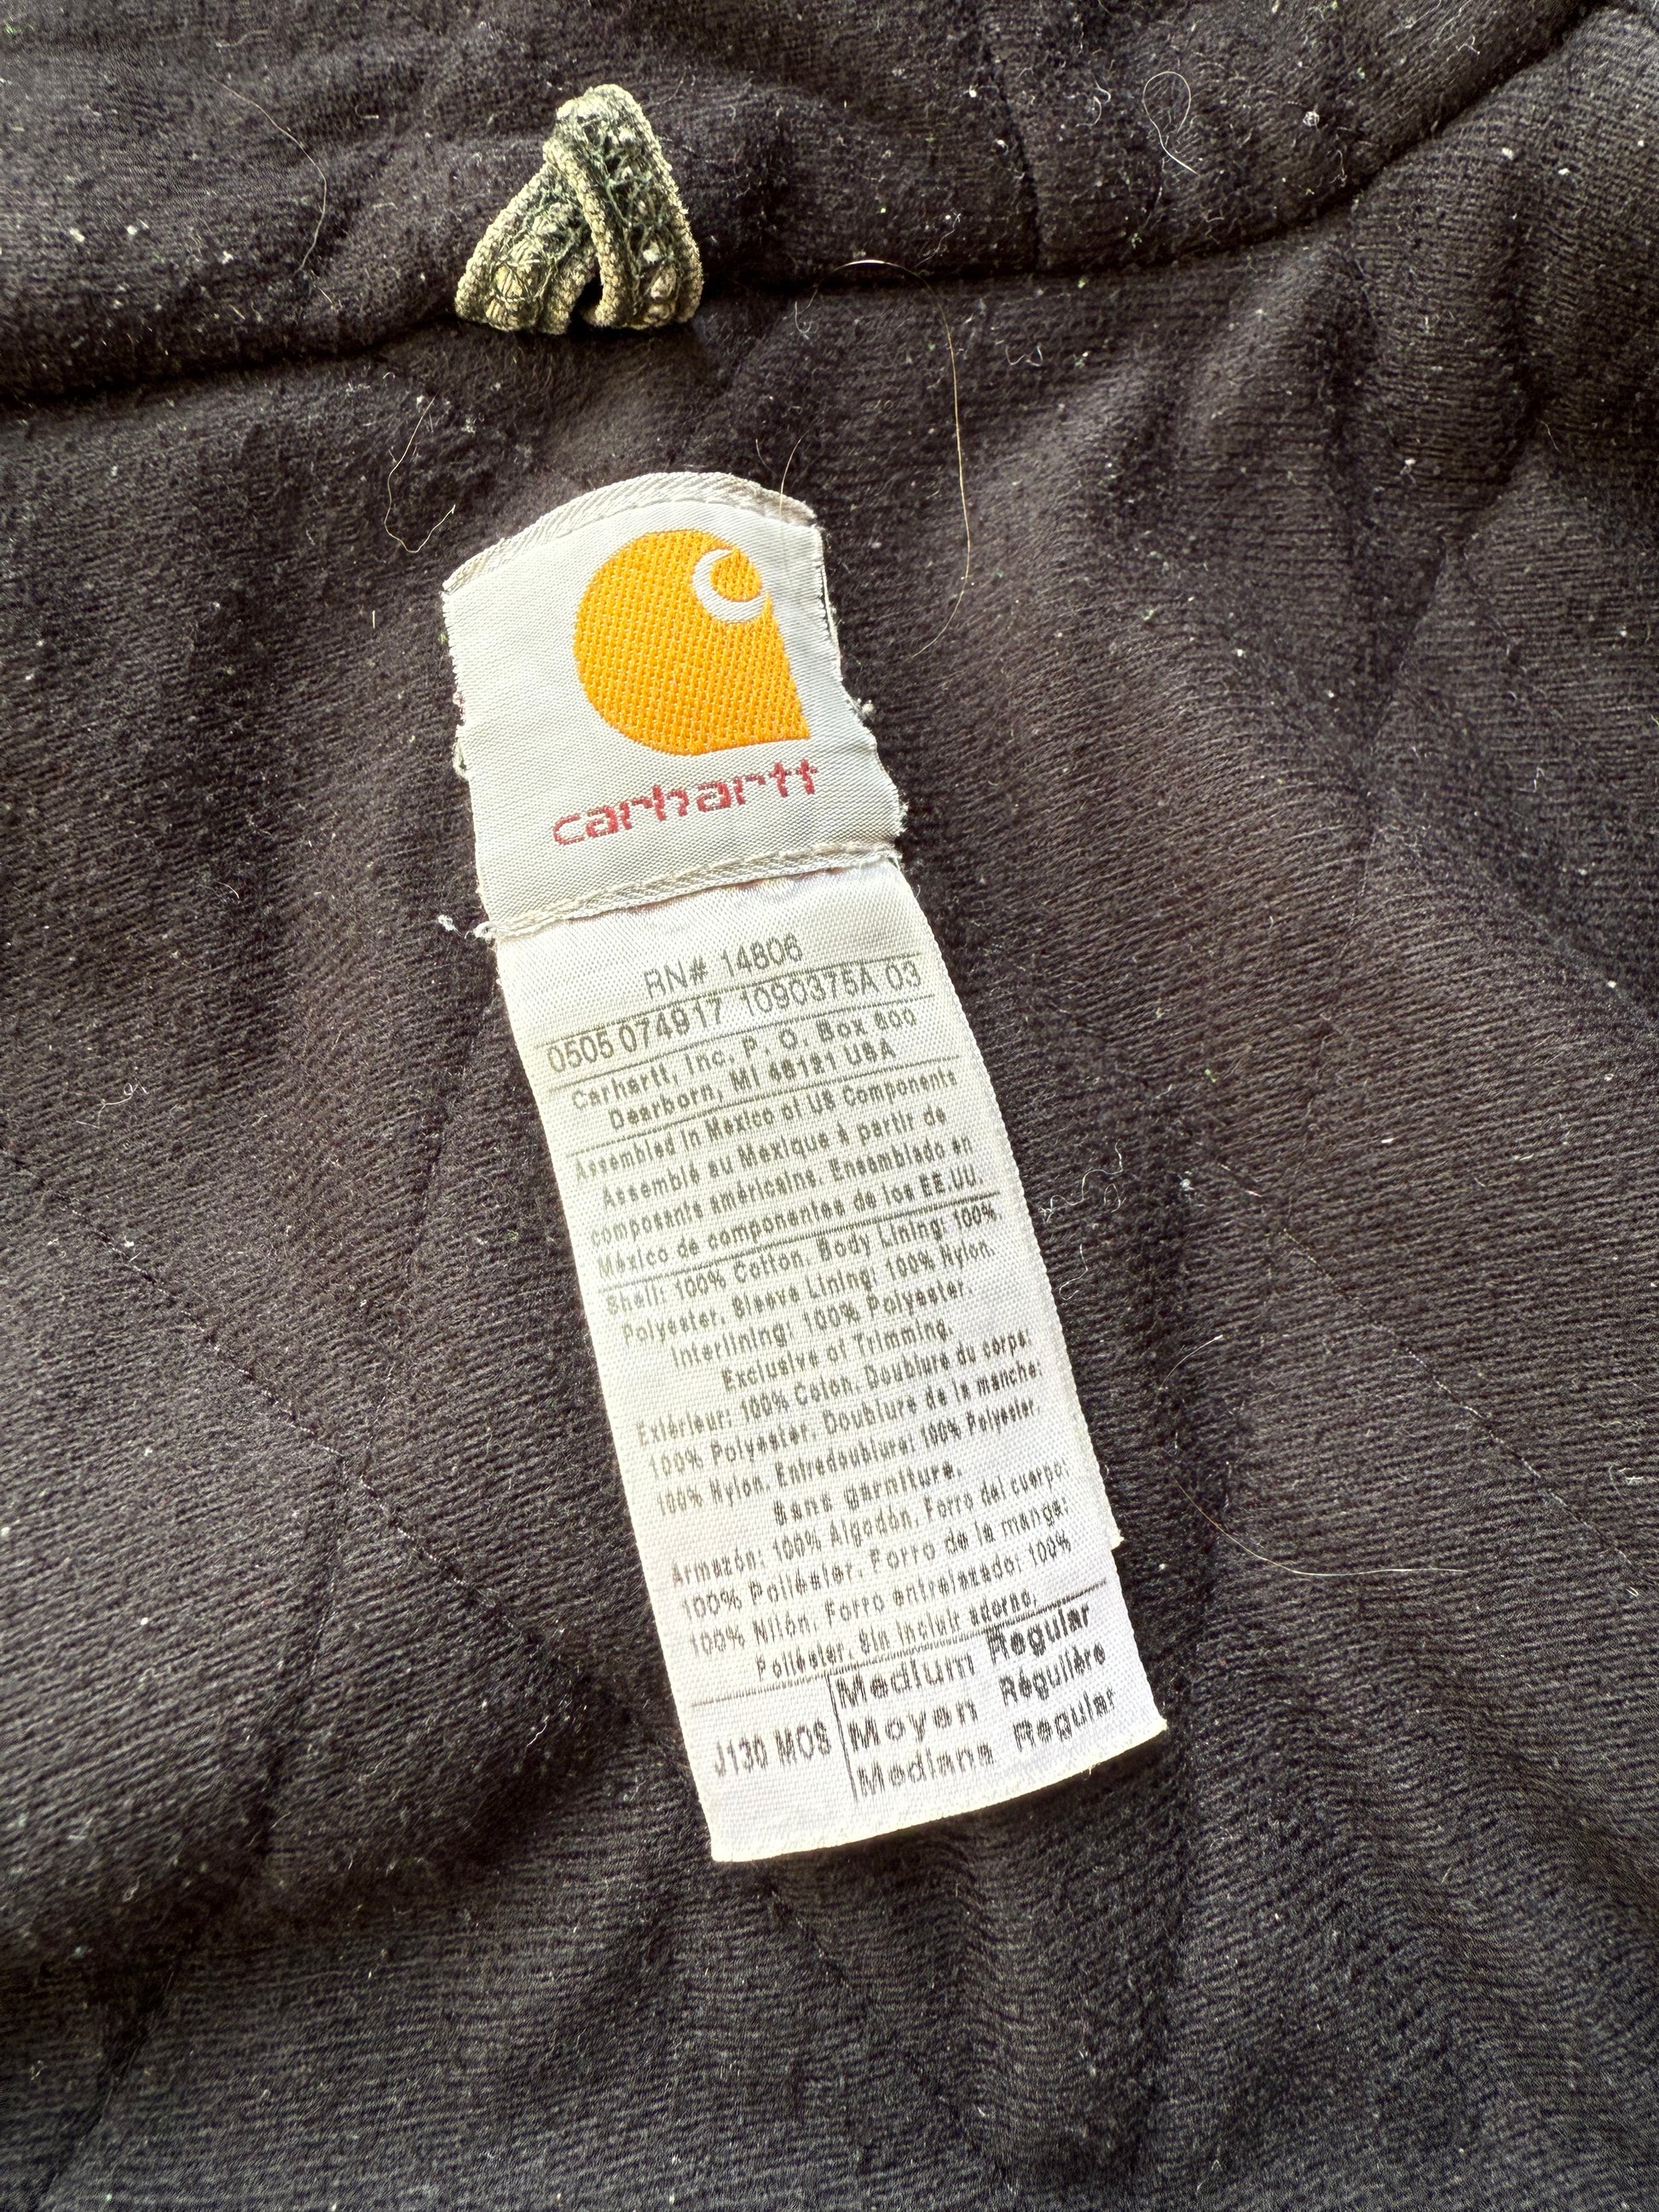 carhartt
RN# 14806
0505 074917 1090375A 03
Carhartt, Inc. P. O. Box 600
Dearborn, MI 48121 USA
Assembled in Mexico of US Components
Assemblé au Mexique à partir de
composants américains. Ensamblado en
México de componentes de los EE.UU.
Shell: 100% Cotton. Body Lining: 100%
Polyester. Sleeve Lining: 100% Nylon.
Interlining: 100% Polyester.
Exclusive of Trimming.
Extérieur: 100% Coton. Doublure du corps:
100% Polyester. Doublure de la manche:
100% Nylon. Entredoublure: 100% Polyester.
Sans garniture.
Armazón: 100% Algodón. Forro del cuerpo:
100% Poliéster. Forro de la manga:
100% Nilón. Forro entrelazado: 100%
Poliéster. Sin incluir adorno.
J130 MOS
Medium Regular
Moyen Régulière
Mediana Regular